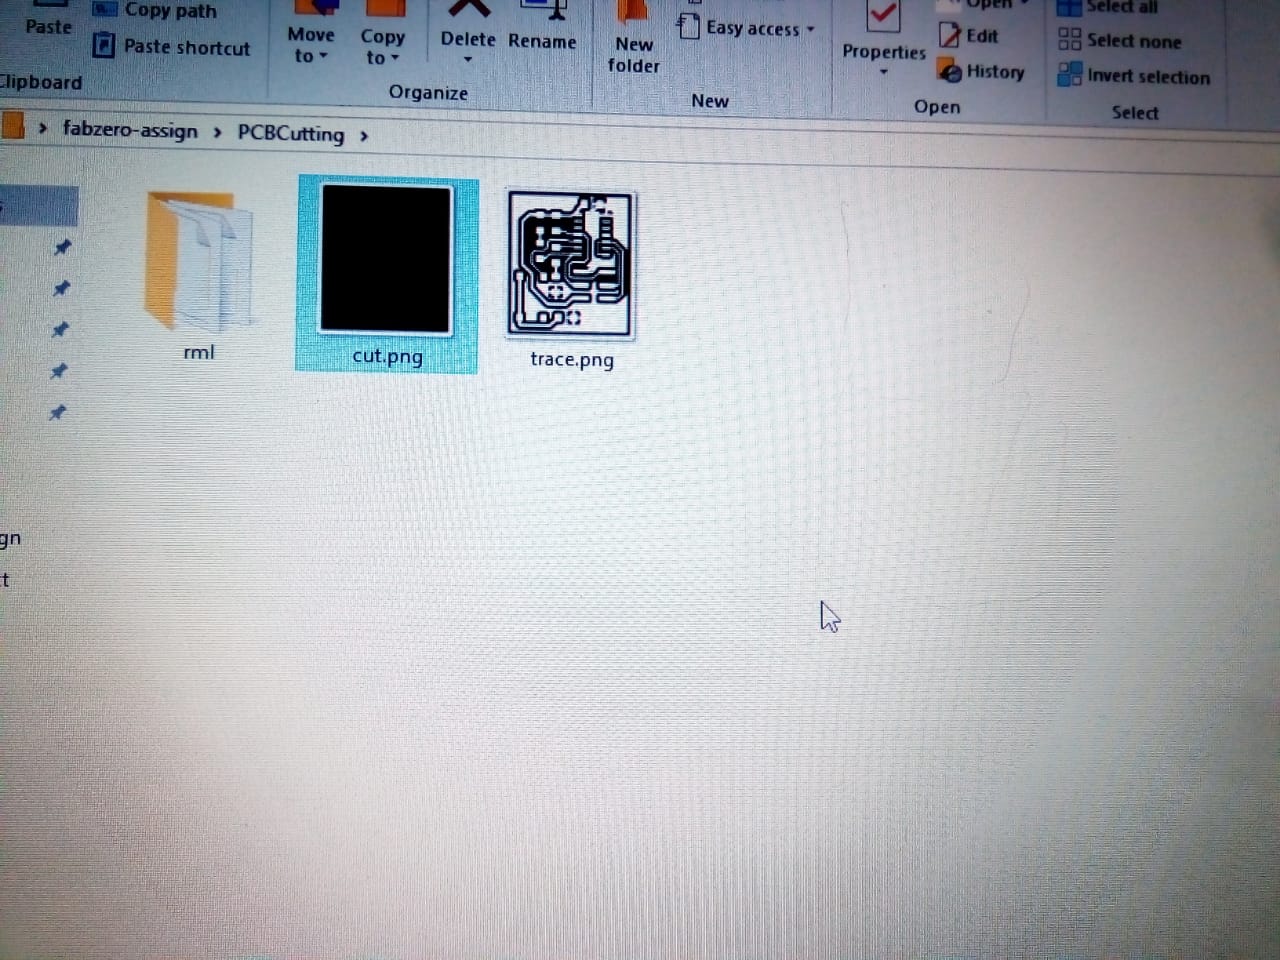 Copy path
Select all
Paste
Paste shortcut
Move to
Copy to
Delete
Rename
New folder
Easy access
Properties
Open
Edit
History
Select none
Invert selection
Clipboard
Organize
New
Open
Select
fabzero-assign > PCBCutting >
rml
cut.png
trace.png
gn
t